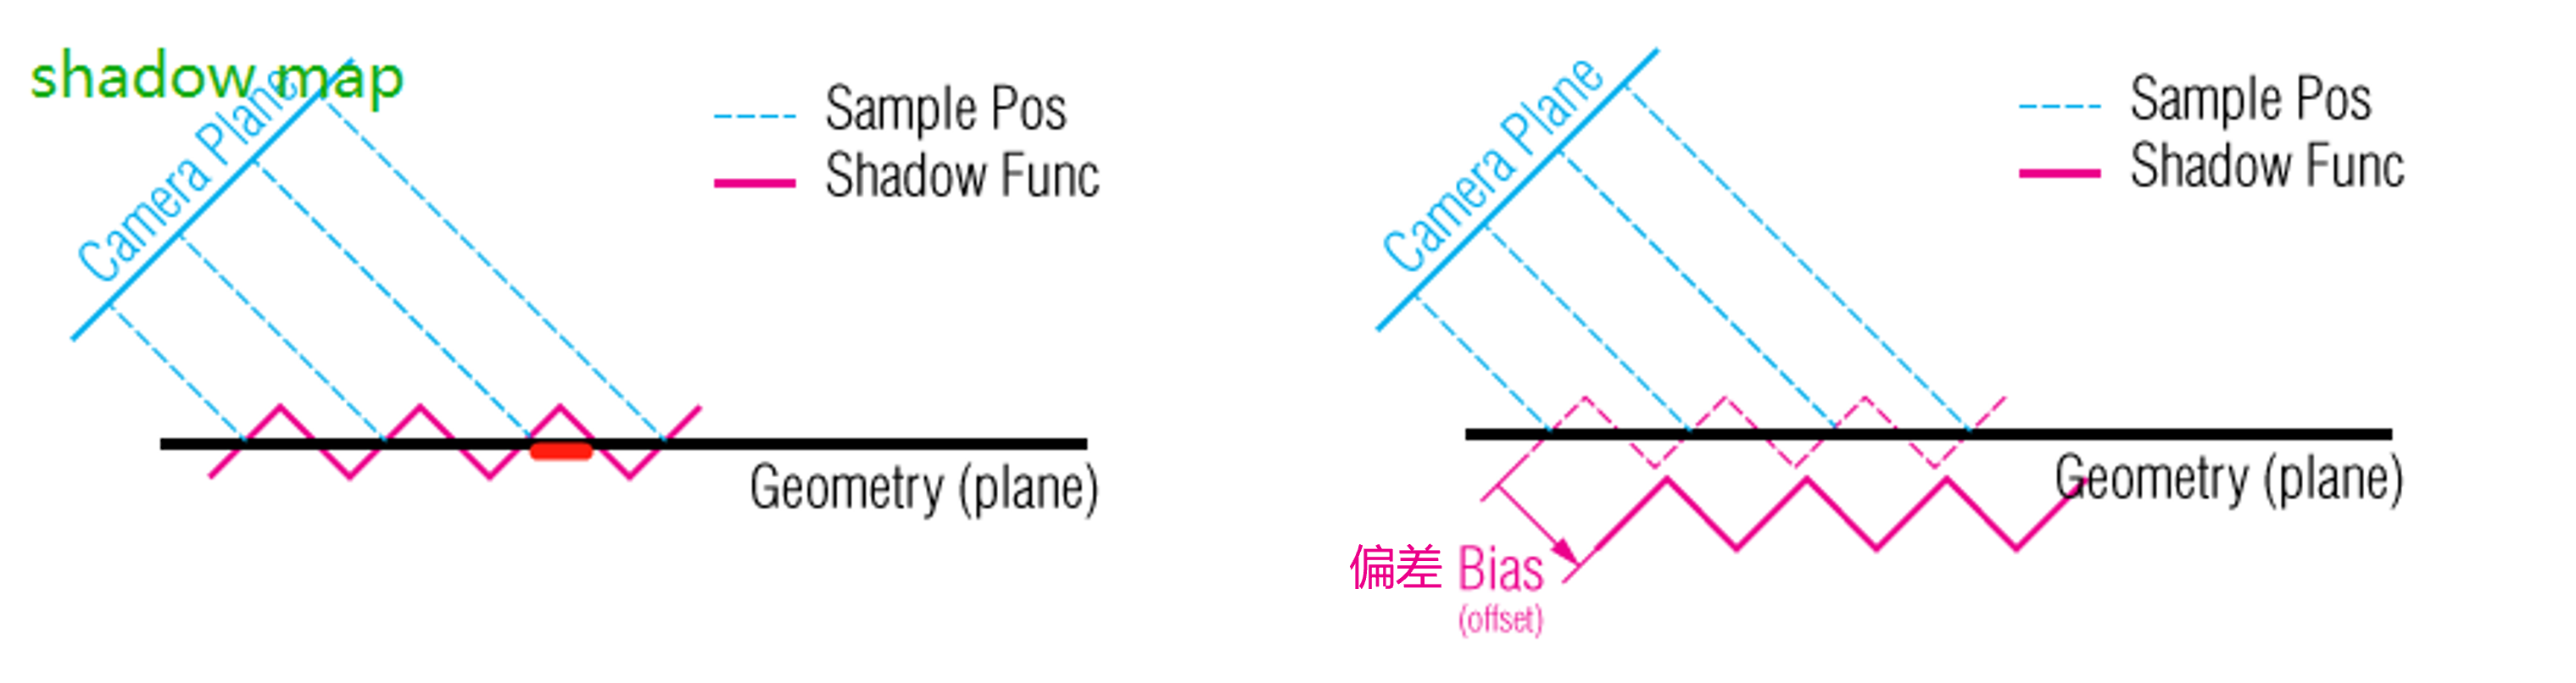 shadow map
Camera Plane
Sample Pos
Shadow Func
Geometry (plane)
Camera Plane
Sample Pos
Shadow Func
Geometry (plane)
偏差 Bias
(offset)